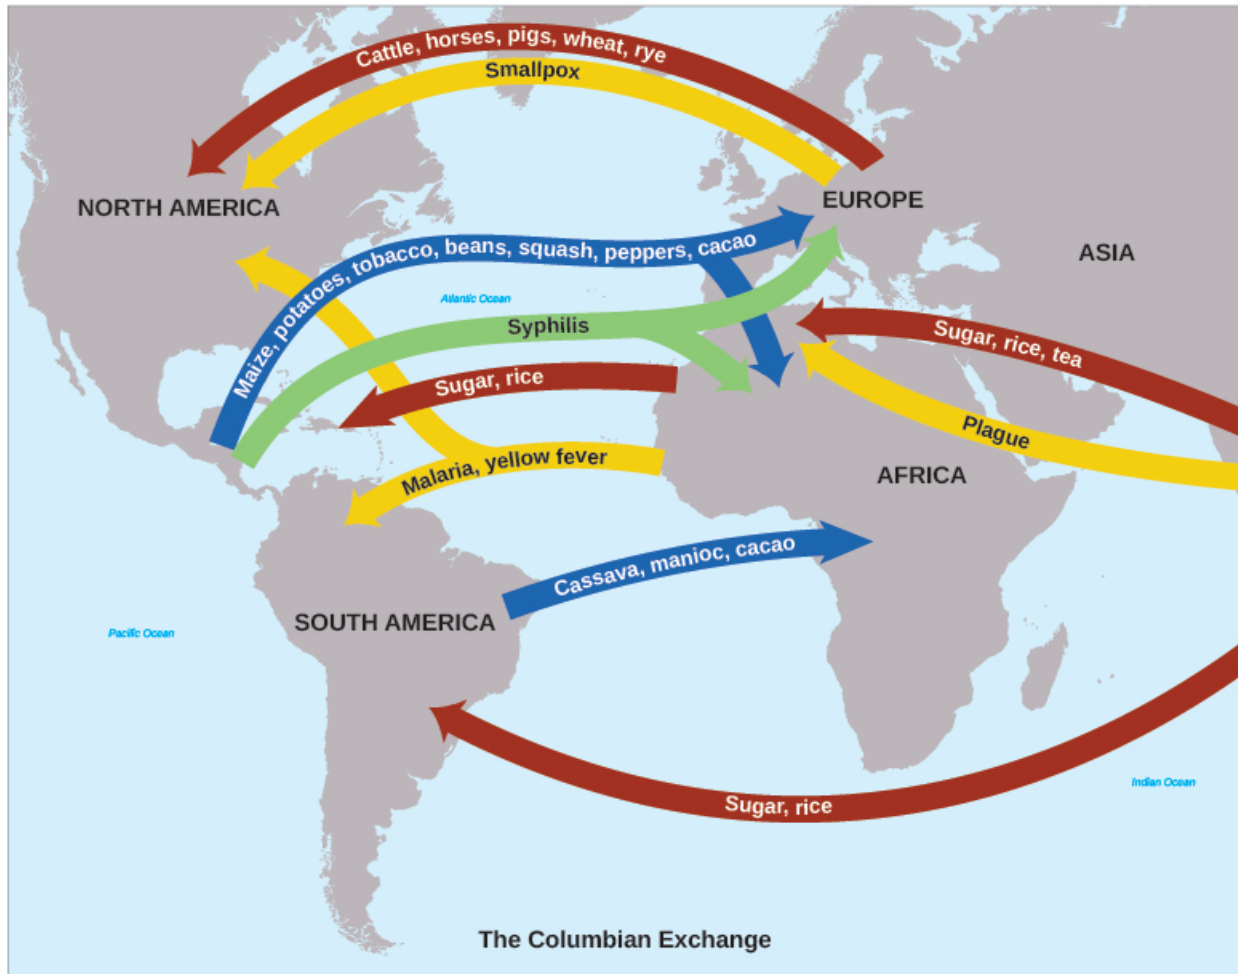 Cattle, horses, pigs, wheat, rye
Smallpox
NORTH AMERICA
EUROPE
Maize, potatoes, tobacco, beans, squash, peppers, cacao
ASIA
Atlantic Ocean
Syphilis
Sugar, rice, tea
Sugar, rice
Plague
Malaria, yellow fever
AFRICA
Cassava, manioc, cacao
SOUTH AMERICA
Pacific Ocean
Indian Ocean
Sugar, rice
The Columbian Exchange